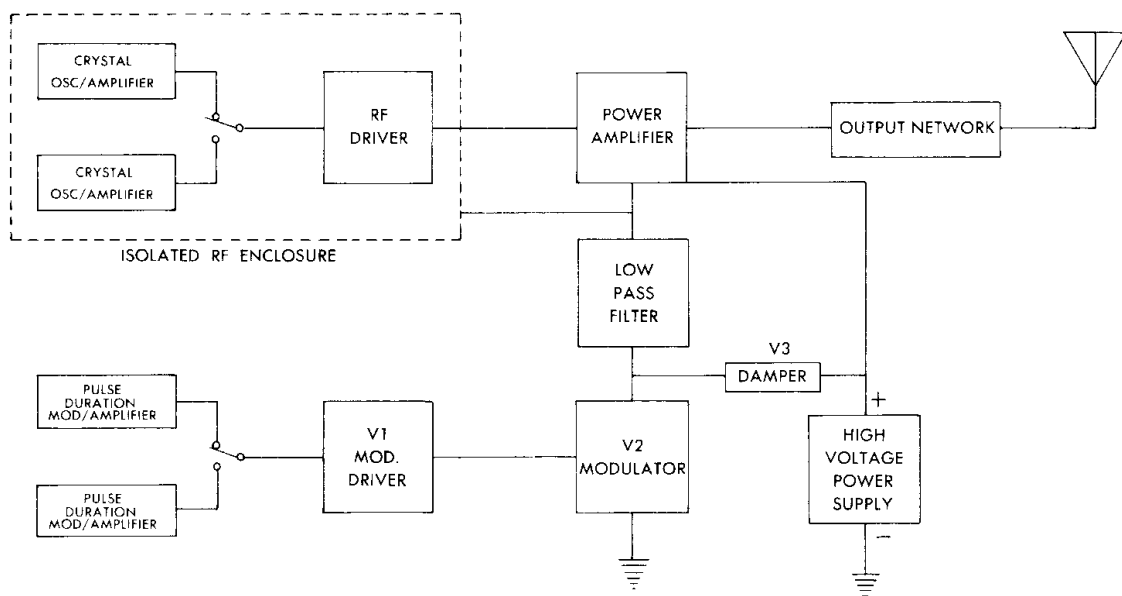 CRYSTAL
OSC/AMPLIFIER
CRYSTAL
OSC/AMPLIFIER
RF
DRIVER
POWER
AMPLIFIER
OUTPUT NETWORK
ISOLATED RF ENCLOSURE
LOW
PASS
FILTER
V3
DAMPER
+
PULSE
DURATION
MOD/AMPLIFIER
PULSE
DURATION
MOD/AMPLIFIER
V1
MOD.
DRIVER
V2
MODULATOR
HIGH
VOLTAGE
POWER
SUPPLY
−